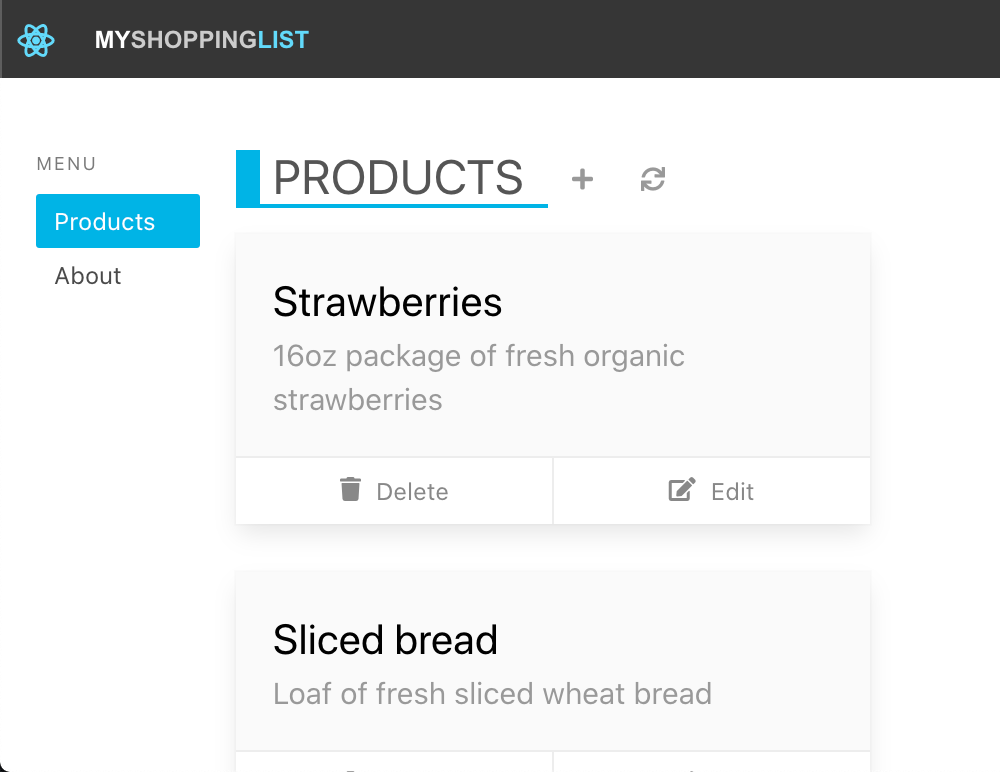 MYSHOPPINGLIST
MENU
Products
About
PRODUCTS
Strawberries
16oz package of fresh organic
strawberries
Delete
Edit
Sliced bread
Loaf of fresh sliced wheat bread